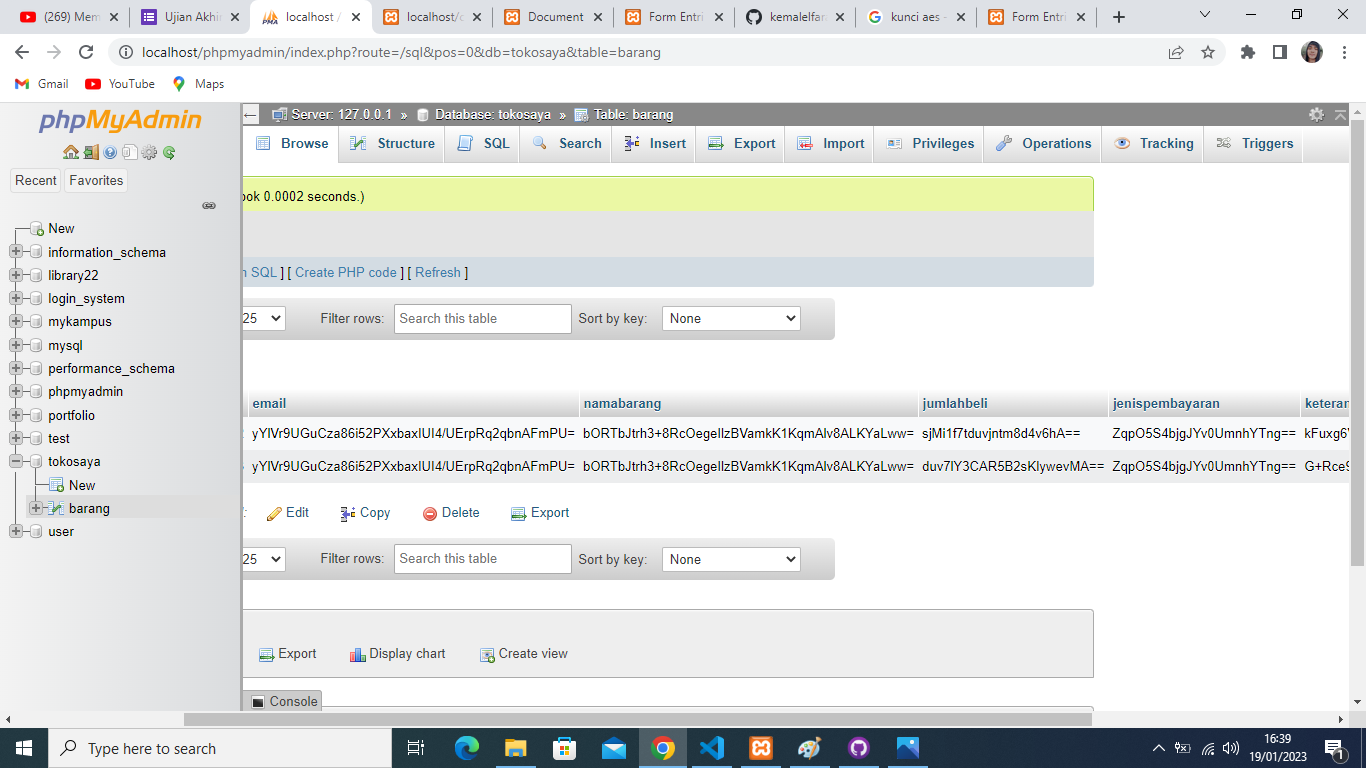 (269) Mem
Ujian Akhi
localhost /
localhost/c
Document
Form Entri
kemalelfar
kunci aes -
Form Entri
localhost/phpmyadmin/index.php?route=/sql&pos=0&db=tokosaya&table=barang
Gmail
YouTube
Maps
phpMyAdmin
Recent
Favorites
New
information_schema
library22
login_system
mykampus
mysql
performance_schema
phpmyadmin
portfolio
test
tokosaya
New
barang
user
Server: 127.0.0.1 » Database: tokosaya » Table: barang
Browse
Structure
SQL
Search
Insert
Export
Import
Privileges
Operations
Tracking
Triggers
ook 0.0002 seconds.)
SQL ] [ Create PHP code ] [ Refresh ]
25
Filter rows:
Search this table
Sort by key:
None
email namabarang jumlahbeli jenispembayaran keteran
yYIVr9UGuCza86i52PXxbaxIUI4/UErpRq2qbnAFmPU= bORTbJtrh3+8RcOegeIlzBVamkK1KqmAlv8ALKYaLww= sjMi1f7tduvjntm8d4v6hA== ZqpO5S4bjgJYv0UmnhYTng== kFuxg6
yYIVr9UGuCza86i52PXxbaxIUI4/UErpRq2qbnAFmPU= bORTbJtrh3+8RcOegeIlzBVamkK1KqmAlv8ALKYaLww= duv7lY3CAR5B2sKlywevMA== ZqpO5S4bjgJYv0UmnhYTng== G+Rce9
Edit
Copy
Delete
Export
25
Filter rows:
Search this table
Sort by key:
None
Export
Display chart
Create view
Console
Type here to search
16:39
19/01/2023
1